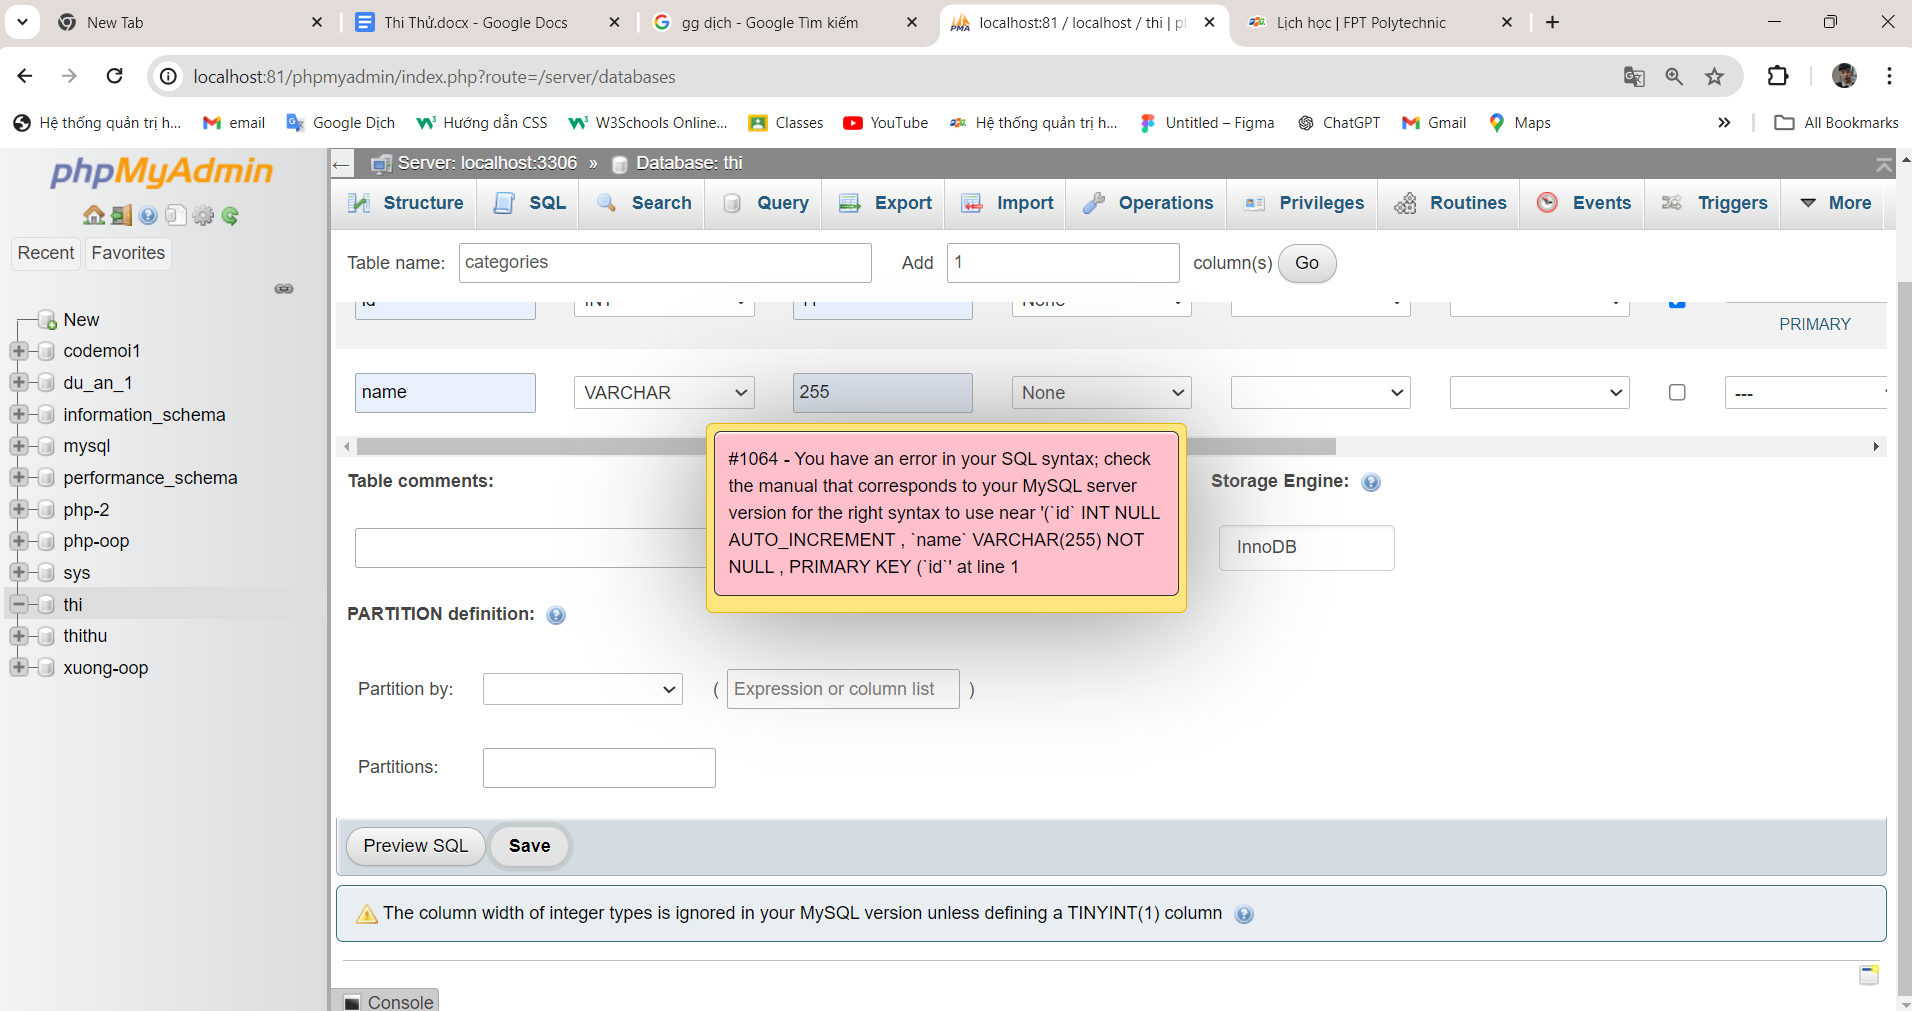 New Tab
Thi Thử.docx - Google Docs
gg dịch - Google Tìm kiếm
localhost:81 / localhost / thi | p
Lịch học | FPT Polytechnic
localhost:81/phpmyadmin/index.php?route=/server/databases
Hệ thống quản trị h...
email
Google Dịch
Hướng dẫn CSS
W3Schools Online...
Classes
YouTube
Hệ thống quản trị h...
Untitled – Figma
ChatGPT
Gmail
Maps
»
All Bookmarks
phpMyAdmin
Recent
Favorites
New
codemoi1
du_an_1
information_schema
mysql
performance_schema
php-2
php-oop
sys
thi
thithu
xuong-oop
Server: localhost:3306 » Database: thi
Structure
SQL
Search
Query
Export
Import
Operations
Privileges
Routines
Events
Triggers
More
Table name: categories
Add 1 column(s) Go
id INT 11 None
PRIMARY
name VARCHAR 255 None ---
#1064 - You have an error in your SQL syntax; check
the manual that corresponds to your MySQL server
version for the right syntax to use near '(`id` INT NULL
AUTO_INCREMENT , `name` VARCHAR(255) NOT
NULL , PRIMARY KEY (`id`' at line 1
Table comments:
Storage Engine:
InnoDB
PARTITION definition:
Partition by: ( Expression or column list )
Partitions:
Preview SQL
Save
The column width of integer types is ignored in your MySQL version unless defining a TINYINT(1) column
Console